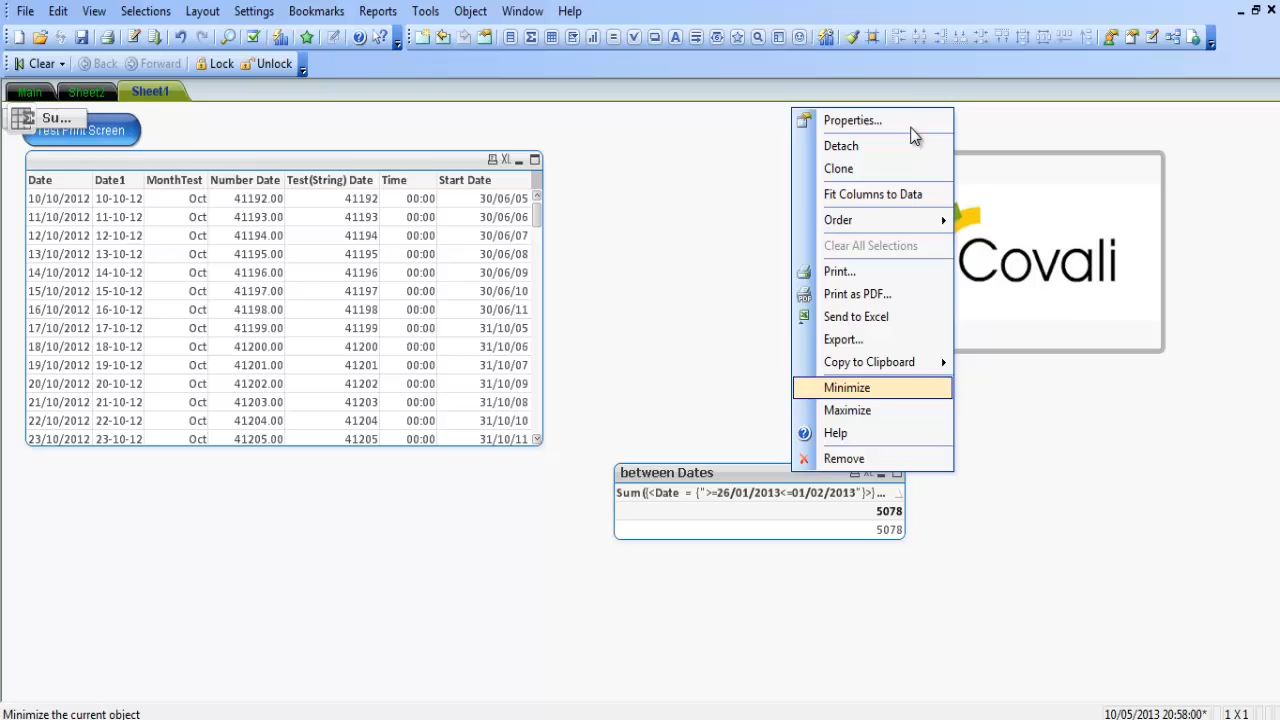 File Edit View Selections Layout Settings Bookmarks Reports Tools Object Window Help
Clear Back Forward Lock Unlock
Main Sheet2 Sheet1
Su...
Test Print Screen
XL
Date Date1 MonthTest Number Date Test(String) Date Time Start Date
10/10/2012 10-10-12 Oct 41192.00 41192 00:00 30/06/05
11/10/2012 11-10-12 Oct 41193.00 41193 00:00 30/06/06
12/10/2012 12-10-12 Oct 41194.00 41194 00:00 30/06/07
13/10/2012 13-10-12 Oct 41195.00 41195 00:00 30/06/08
14/10/2012 14-10-12 Oct 41196.00 41196 00:00 30/06/09
15/10/2012 15-10-12 Oct 41197.00 41197 00:00 30/06/10
16/10/2012 16-10-12 Oct 41198.00 41198 00:00 30/06/11
17/10/2012 17-10-12 Oct 41199.00 41199 00:00 31/10/05
18/10/2012 18-10-12 Oct 41200.00 41200 00:00 31/10/06
19/10/2012 19-10-12 Oct 41201.00 41201 00:00 31/10/07
20/10/2012 20-10-12 Oct 41202.00 41202 00:00 31/10/09
21/10/2012 21-10-12 Oct 41203.00 41203 00:00 31/10/08
22/10/2012 22-10-12 Oct 41204.00 41204 00:00 31/10/10
23/10/2012 23-10-12 Oct 41205.00 41205 00:00 31/10/11
Properties...
Detach
Clone
Fit Columns to Data
Order
Clear All Selections
Print...
PDF Print as PDF...
Send to Excel
Export...
Copy to Clipboard
Minimize
Maximize
Help
Remove
Covali
between Dates
Sum({<Date = {">=26/01/2013<=01/02/2013"}>}...
5078
5078
Minimize the current object 10/05/2013 20:58:00* 1 X 1